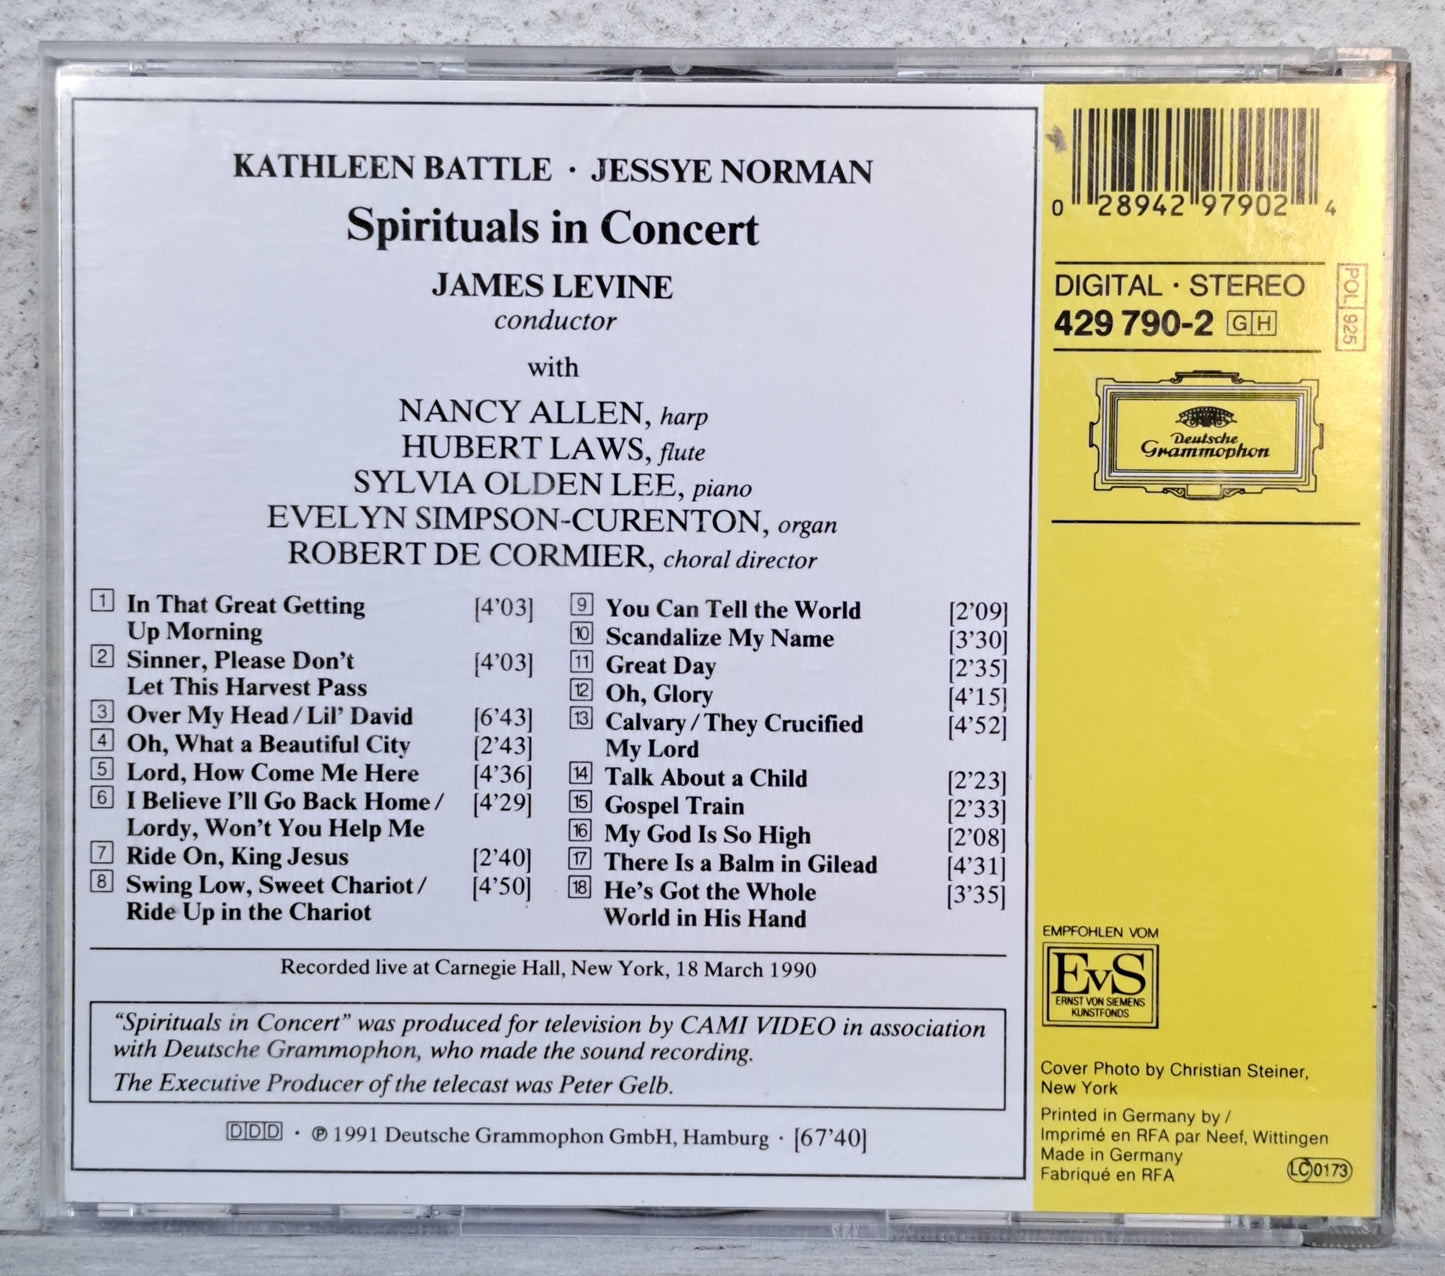 KATHLEEN BATTLE · JESSYE NORMAN
Spirituals in Concert
JAMES LEVINE
conductor
with
NANCY ALLEN, harp
HUBERT LAWS, flute
SYLVIA OLDEN LEE, piano
EVELYN SIMPSON-CURENTON, organ
ROBERT DE CORMIER, choral director
1 In That Great Getting [4’03]
Up Morning
2 Sinner, Please Don’t [4’03]
Let This Harvest Pass
3 Over My Head / Lil’ David [6’43]
4 Oh, What a Beautiful City [2’43]
5 Lord, How Come Me Here [4’36]
6 I Believe I’ll Go Back Home / [4’29]
Lordy, Won’t You Help Me
7 Ride On, King Jesus [2’40]
8 Swing Low, Sweet Chariot / [4’50]
Ride Up in the Chariot
9 You Can Tell the World [2’09]
10 Scandalize My Name [3’30]
11 Great Day [2’35]
12 Oh, Glory [4’15]
13 Calvary / They Crucified [4’52]
My Lord
14 Talk About a Child [2’23]
15 Gospel Train [2’33]
16 My God Is So High [2’08]
17 There Is a Balm in Gilead [4’31]
18 He’s Got the Whole [3’35]
World in His Hand
Recorded live at Carnegie Hall, New York, 18 March 1990
“Spirituals in Concert” was produced for television by CAMI VIDEO in association
with Deutsche Grammophon, who made the sound recording.
The Executive Producer of the telecast was Peter Gelb.
DDD · ℗ 1991 Deutsche Grammophon GmbH, Hamburg · [67’40]
0 28942 97902 4
DIGITAL · STEREO
429 790-2 GH
POL 925
Deutsche
Grammophon
EMPFOHLEN VOM
EvS
ERNST VON SIEMENS
KUNSTFONDS
Cover Photo by Christian Steiner,
New York
Printed in Germany by /
Imprimé en RFA par Neef, Wittingen
Made in Germany
Fabriqué en RFA
LC 0173